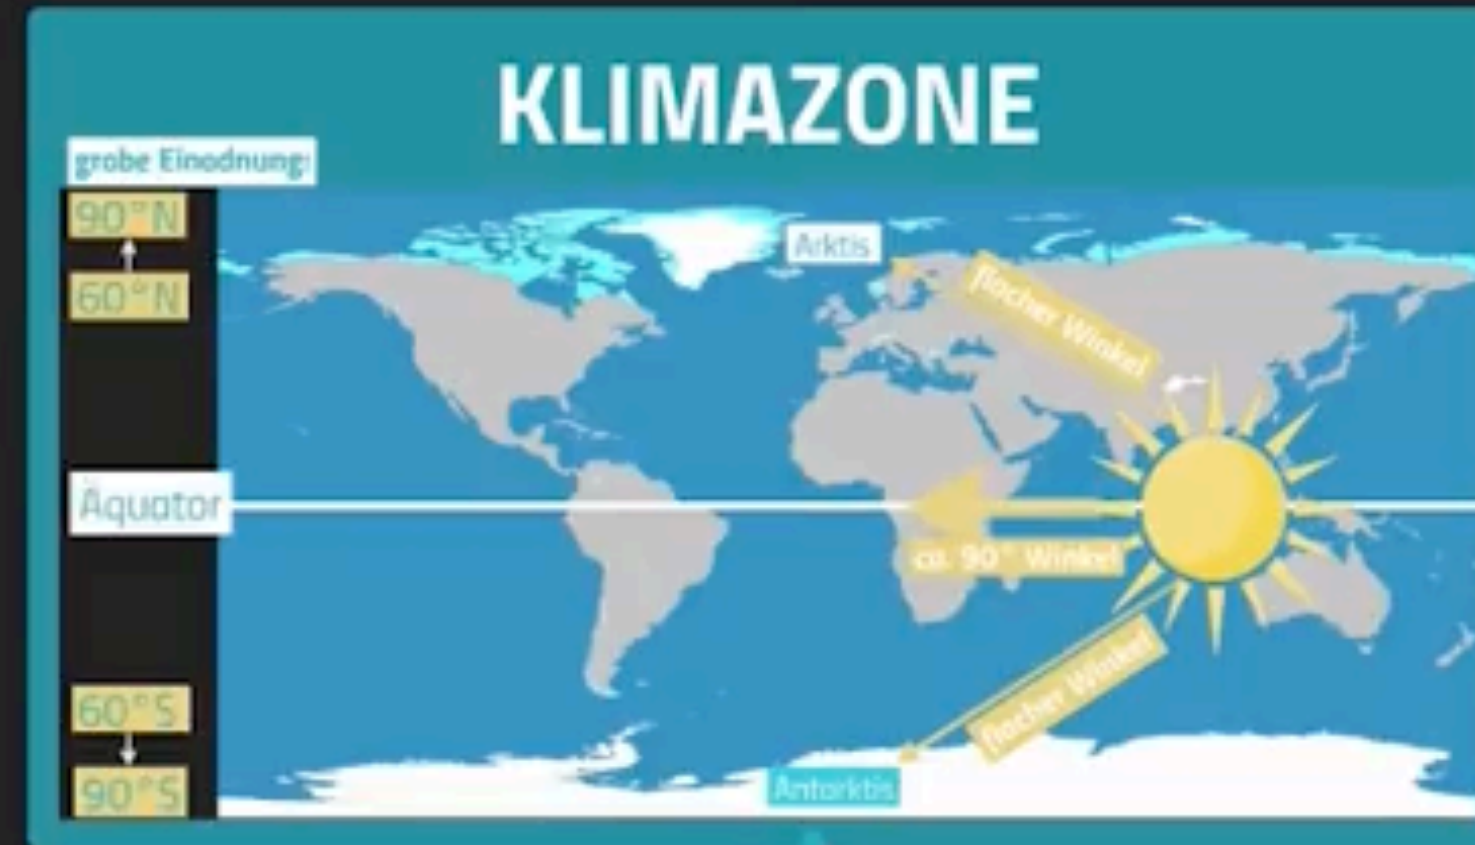 KLIMAZONE
grobe Einodnung:
90°N
60°N
Arktis
flacher Winkel
Äquator
ca. 90° Winkel
flacher Winkel
60°S
90°S
Antarktis